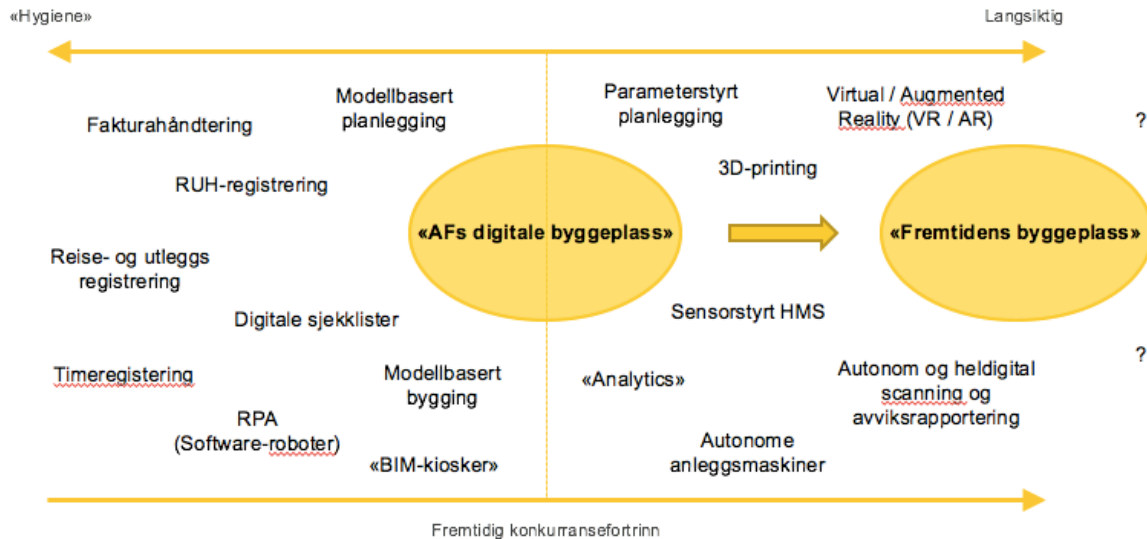 «Hygiene»
Langsiktig
Modellbasert
planlegging
Parameterstyrt
planlegging
Virtual / Augmented
Reality (VR / AR)
?
Fakturahåndtering
RUH-registrering
3D-printing
«AFs digitale byggeplass»
«Fremtidens byggeplass»
Reise- og utleggs
registrering
Digitale sjekklister
Sensorstyrt HMS
Timeregistering
Modellbasert
bygging
«Analytics»
Autonom og heldigital
scanning og
avviksrapportering
?
RPA
(Software-roboter)
«BIM-kiosker»
Autonome
anleggsmaskiner
Fremtidig konkurransefortrinn